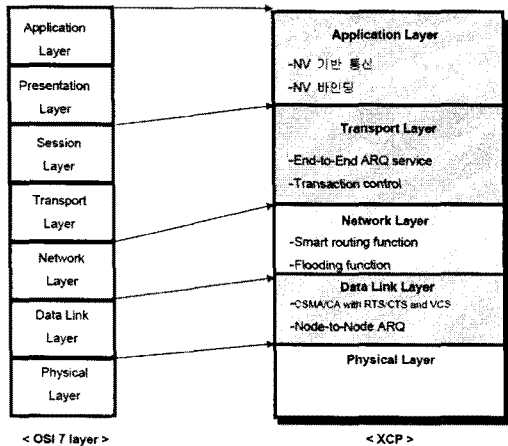 Application
Layer
Presentation
Layer
Session
Layer
Transport
Layer
Network
Layer
Data Link
Layer
Physical
Layer
< OSI 7 layer >
Application Layer
-NV 기반 통신
-NV 바인딩
Transport Layer
-End-to-End ARQ service
-Transaction control
Network Layer
-Smart routing function
-Flooding function
Data Link Layer
-CSMA/CA with RTS/CTS and VCS
-Node-to-Node ARQ
Physical Layer
< XCP >